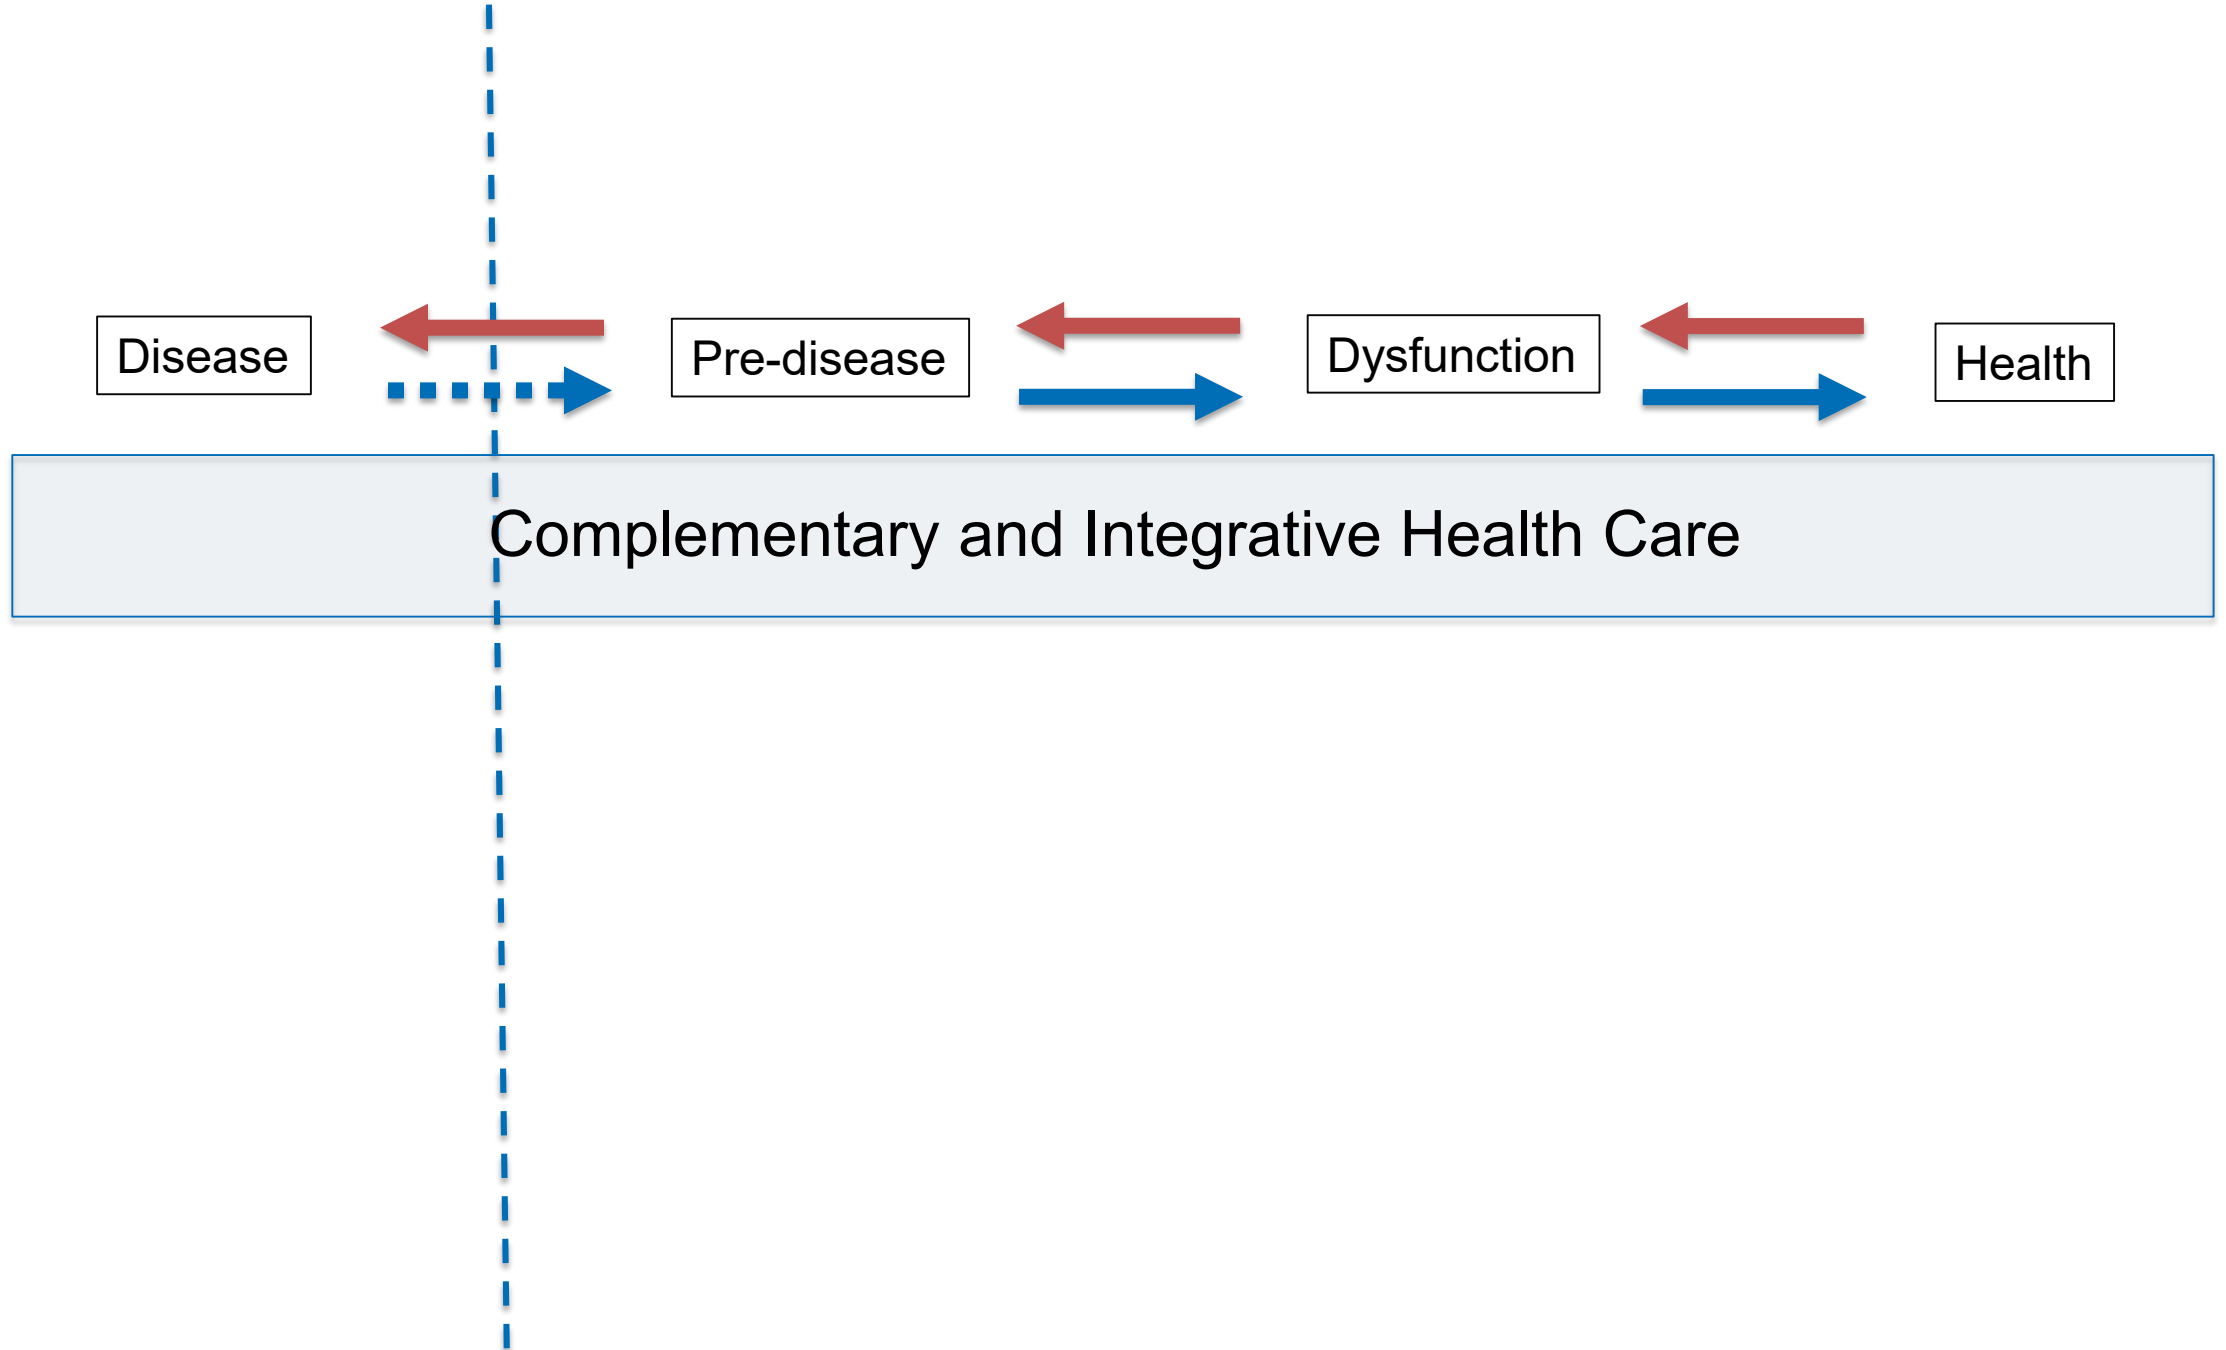 Disease
Pre-disease
Dysfunction
Health
Complementary and Integrative Health Care